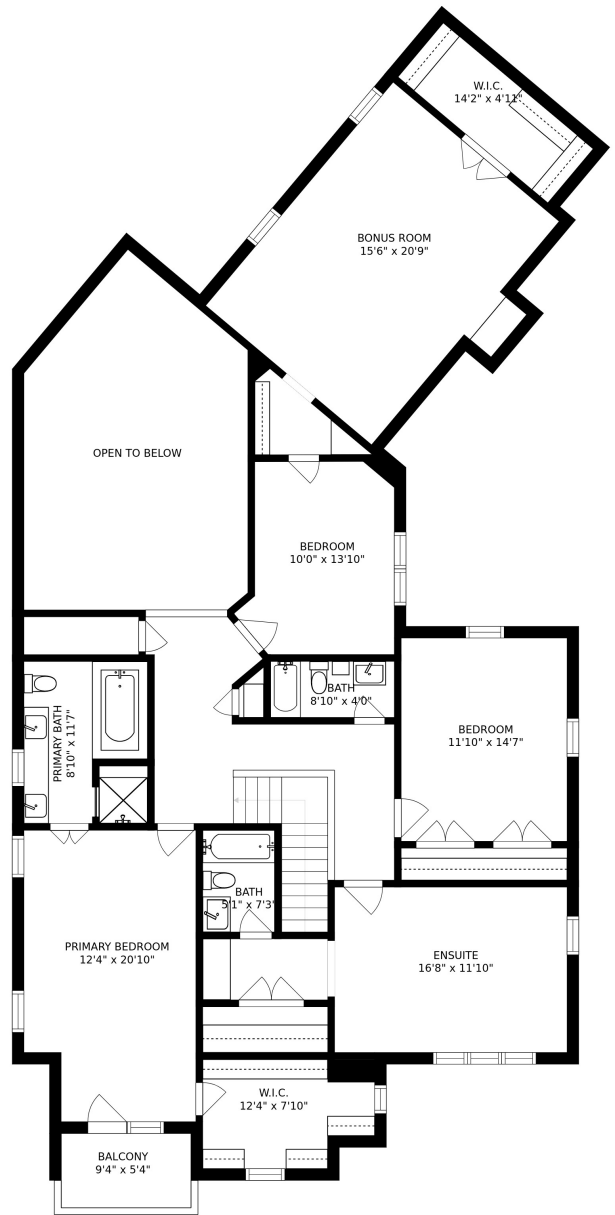 W.I.C.
14'2" x 4'11"
BONUS ROOM
15'6" x 20'9"
OPEN TO BELOW
BEDROOM
10'0" x 13'10"
BATH
8'10" x 4'0"
PRIMARY BATH
8'10" x 11'7"
BEDROOM
11'10" x 14'7"
BATH
5'1" x 7'3"
PRIMARY BEDROOM
12'4" x 20'10"
ENSUITE
16'8" x 11'10"
W.I.C.
12'4" x 7'10"
BALCONY
9'4" x 5'4"